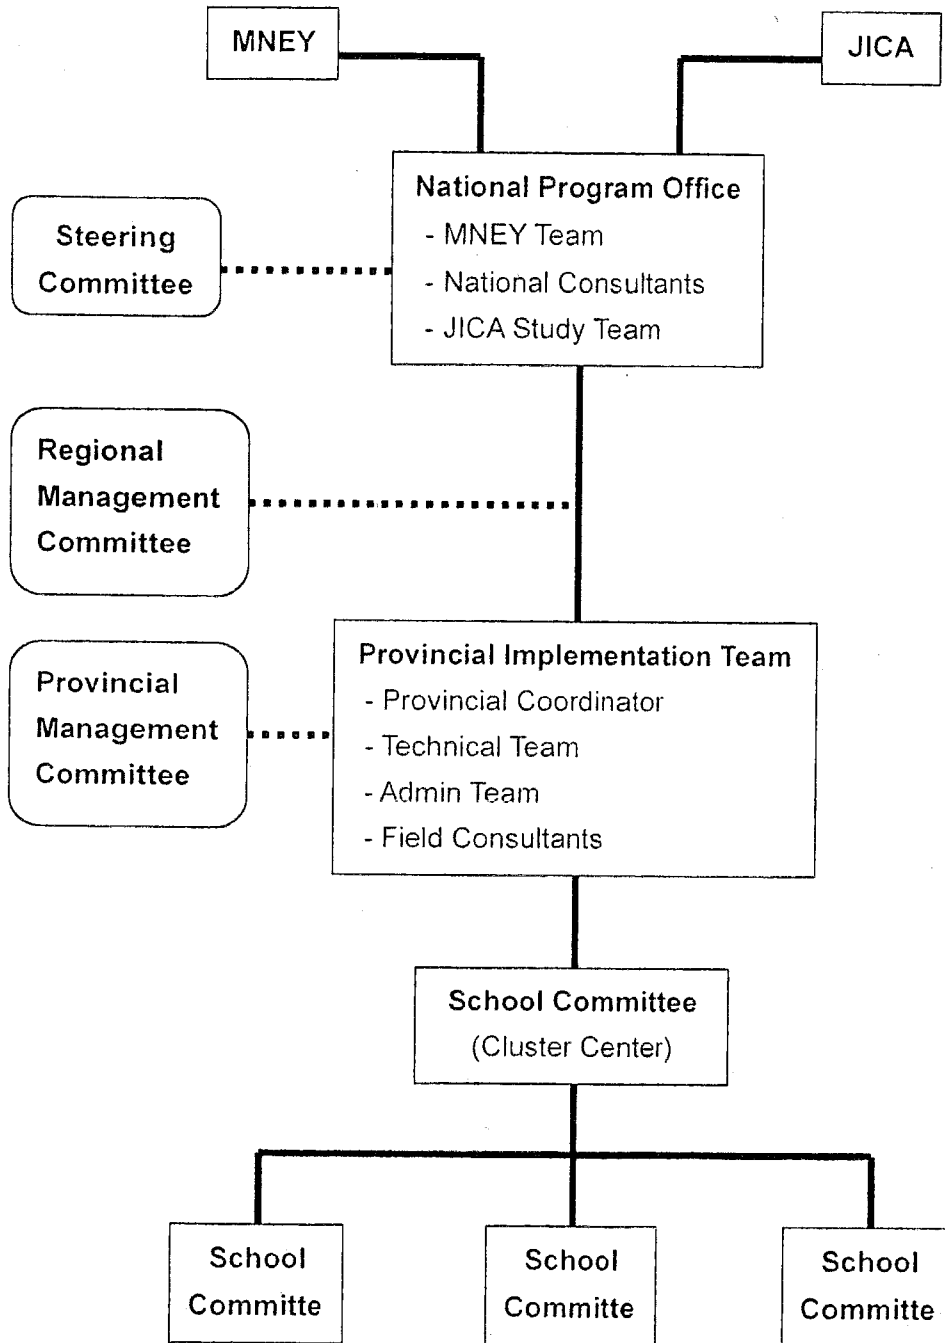 MNEY
JICA
National Program Office
- MNEY Team
- National Consultants
- JICA Study Team
Steering
Committee
Regional
Management
Committee
Provincial Implementation Team
- Provincial Coordinator
- Technical Team
- Admin Team
- Field Consultants
Provincial
Management
Committee
School Committee
(Cluster Center)
School
Committe
School
Committe
School
Committe